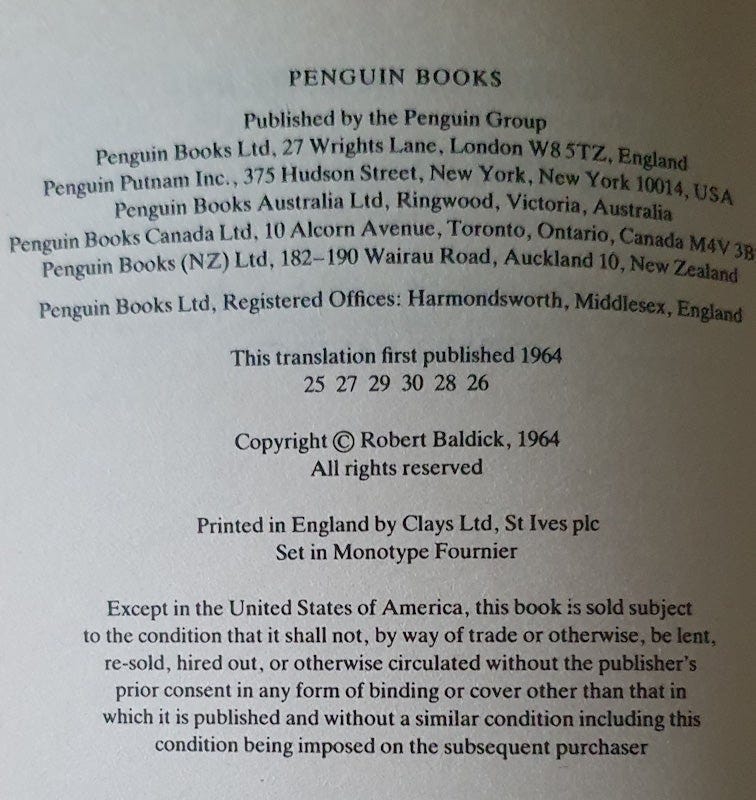 PENGUIN BOOKS
Published by the Penguin Group
Penguin Books Ltd, 27 Wrights Lane, London W8 5TZ, England
Penguin Putnam Inc., 375 Hudson Street, New York, New York 10014, USA
Penguin Books Australia Ltd, Ringwood, Victoria, Australia
Penguin Books Canada Ltd, 10 Alcorn Avenue, Toronto, Ontario, Canada M4V 3B
Penguin Books (NZ) Ltd, 182–190 Wairau Road, Auckland 10, New Zealand
Penguin Books Ltd, Registered Offices: Harmondsworth, Middlesex, England
This translation first published 1964
25 27 29 30 28 26
Copyright © Robert Baldick, 1964
All rights reserved
Printed in England by Clays Ltd, St Ives plc
Set in Monotype Fournier
Except in the United States of America, this book is sold subject
to the condition that it shall not, by way of trade or otherwise, be lent,
re-sold, hired out, or otherwise circulated without the publisher's
prior consent in any form of binding or cover other than that in
which it is published and without a similar condition including this
condition being imposed on the subsequent purchaser